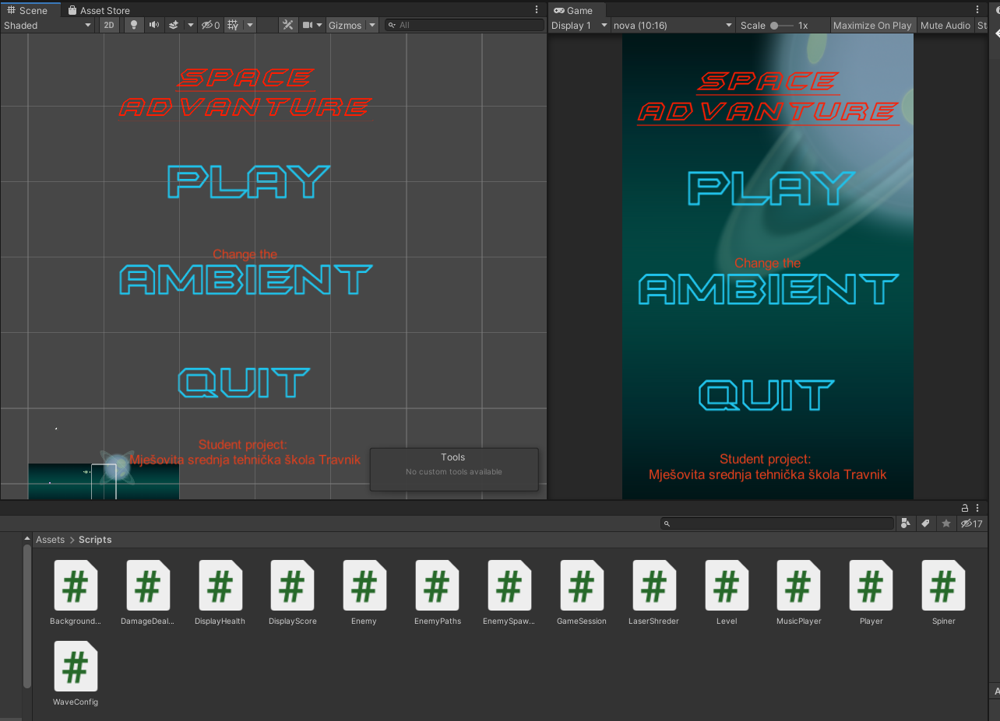 Scene
Asset Store
Shaded
2D
0
Gizmos
All
SPACE
ADVANTURE
PLAY
Change the
AMBIENT
QUIT
Student project:
Mješovita srednja tehnička škola Travnik
Tools
No custom tools available
Game
Display 1
nova (10:16)
Scale
1x
Maximize On Play
Mute Audio
St
SPACE
ADVANTURE
PLAY
Change the
AMBIENT
QUIT
Student project:
Mješovita srednja tehnička škola Travnik
17
Assets > Scripts
Background...
DamageDeal...
DisplayHealth
DisplayScore
Enemy
EnemyPaths
EnemySpaw...
GameSession
LaserShreder
Level
MusicPlayer
Player
Spiner
WaveConfig
A